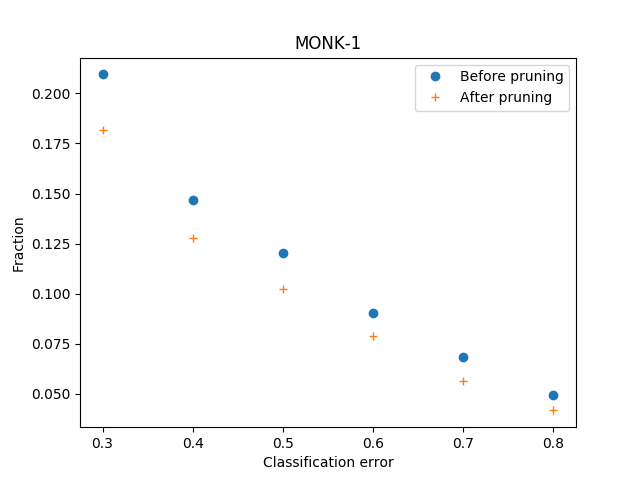 MONK-1
Before pruning
After pruning
0.200
0.175
0.150
0.125
0.100
0.075
0.050
Fraction
0.3 0.4 0.5 0.6 0.7 0.8
Classification error